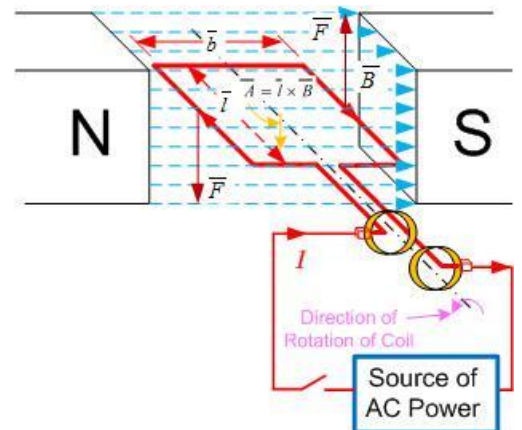 b̅
F̅
B̅
A̅ = l̅ × B̅
l̅
N
S
F̅
I
Direction of
Rotation of Coil
Source of
AC Power